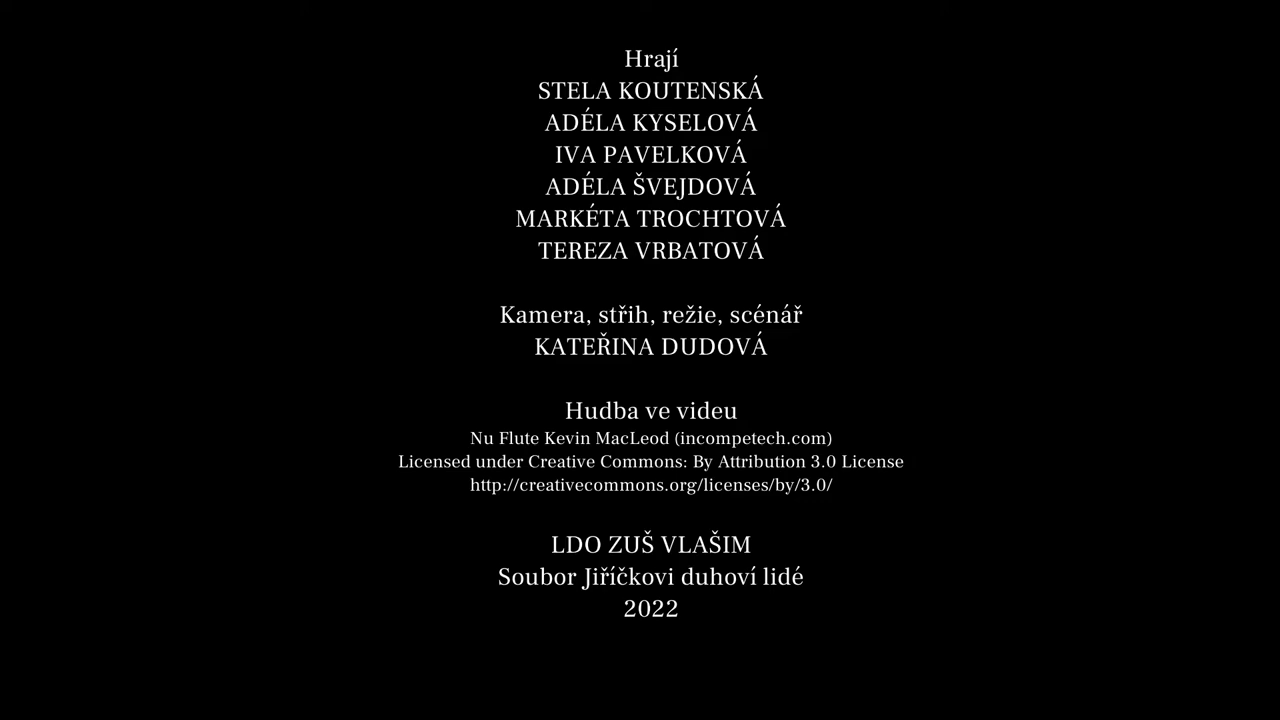 Hrají
STELA KOUTENSKÁ
ADÉLA KYSELOVÁ
IVA PAVELKOVÁ
ADÉLA ŠVEJDOVÁ
MARKÉTA TROCHTOVÁ
TEREZA VRBATOVÁ
Kamera, střih, režie, scénář
KATEŘINA DUDOVÁ
Hudba ve videu
Nu Flute Kevin MacLeod (incompetech.com)
Licensed under Creative Commons: By Attribution 3.0 License
http://creativecommons.org/licenses/by/3.0/
LDO ZUŠ VLAŠIM
Soubor Jiříčkovi duhoví lidé
2022